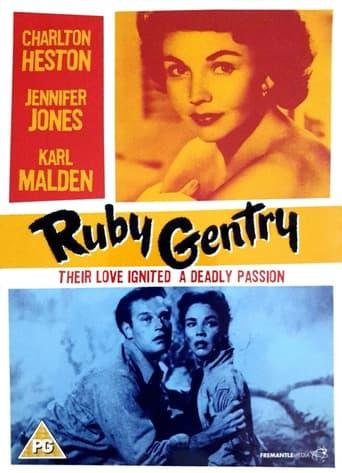 CHARLTON
HESTON
JENNIFER
JONES
KARL
MALDEN
Ruby Gentry
THEIR LOVE IGNITED A DEADLY PASSION
PG
FREMANTLEMEDIA